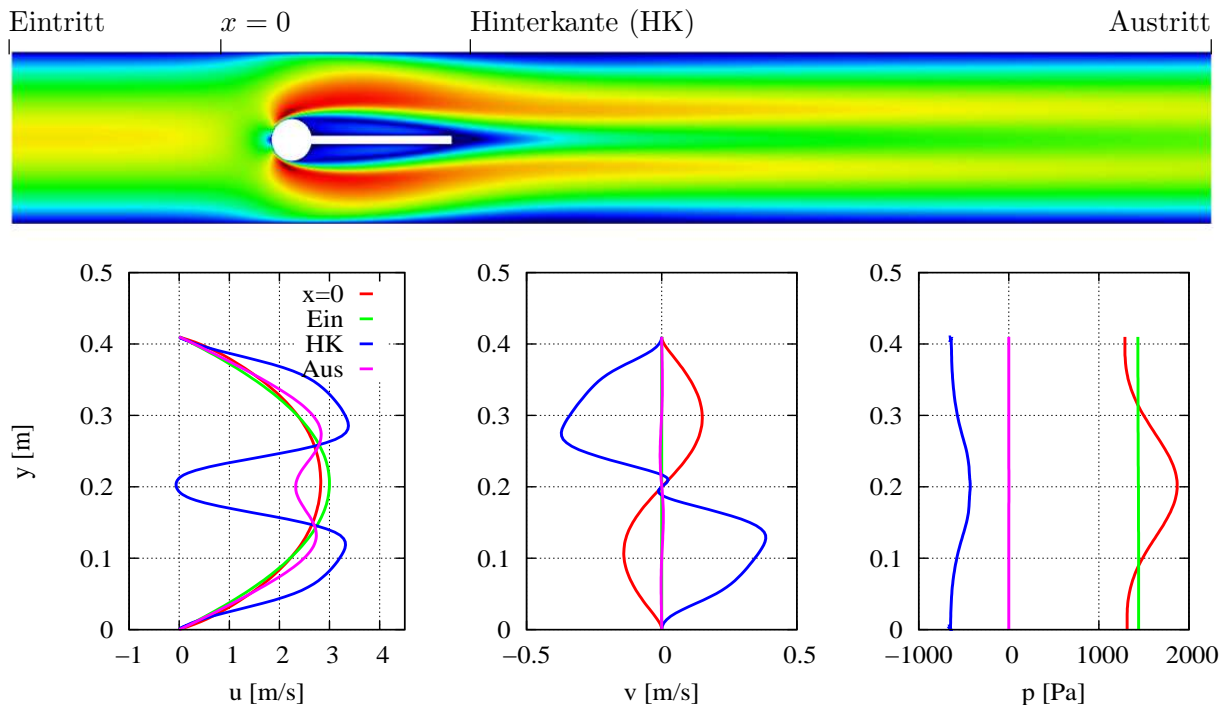 Eintritt x = 0 Hinterkante (HK) Austritt
0.5
0.4
0.3
0.2
0.1
0
y [m]
x=0
Ein
HK
Aus
−1 0 1 2 3 4
u [m/s]
0.5
0.4
0.3
0.2
0.1
0
−0.5 0 0.5
v [m/s]
0.5
0.4
0.3
0.2
0.1
0
−1000 0 1000 2000
p [Pa]